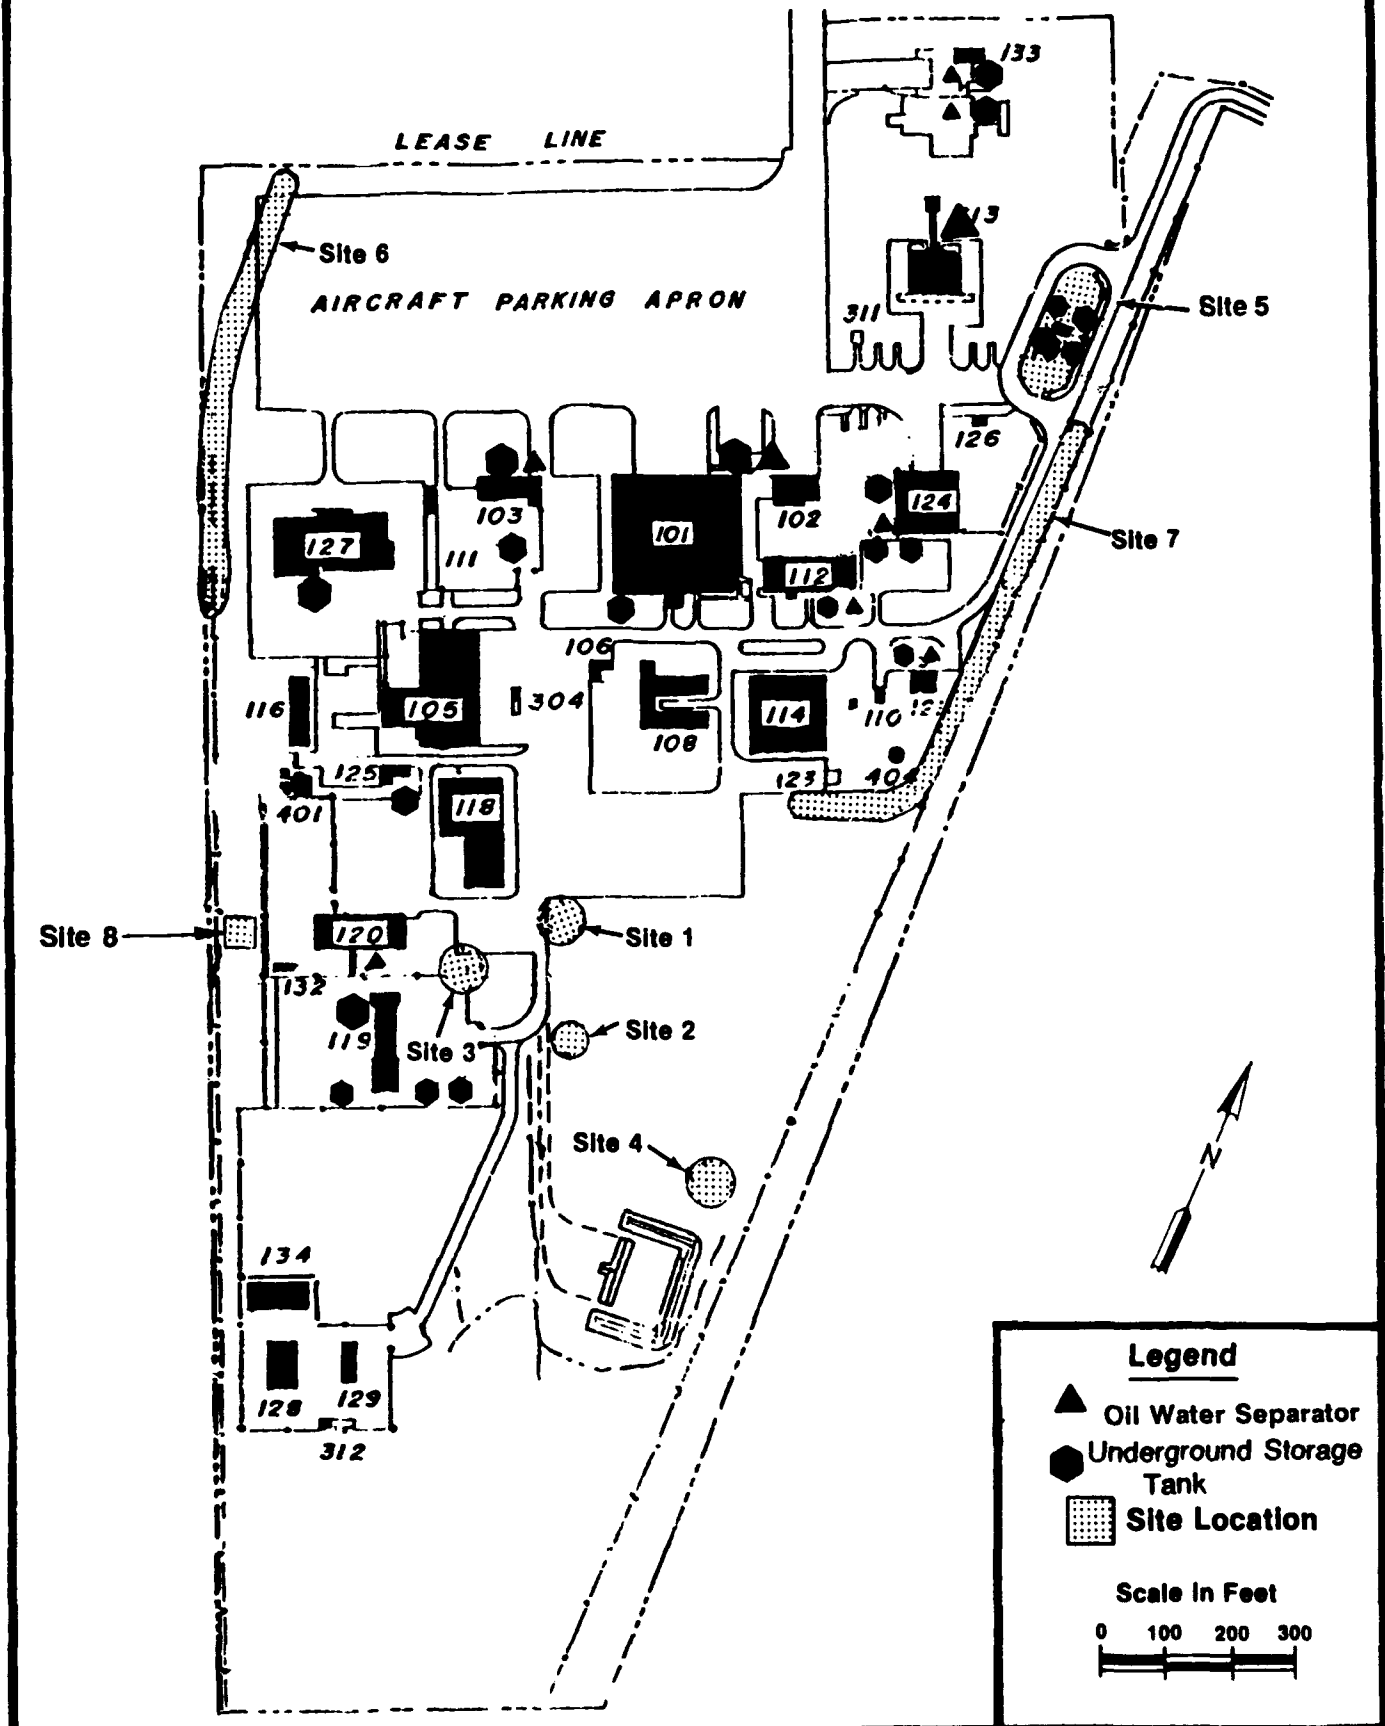 133
LEASE LINE
13
Site 6
AIRCRAFT PARKING APRON
Site 5
311
126
103
102
124
101
127
111
112
Site 7
106
116
105
304
108
114
110
125
123
404
401
118
Site 8
120
Site 1
132
119
Site 3
Site 2
Site 4
N
134
128
129
312
Legend
Oil Water Separator
Underground Storage
Tank
Site Location
Scale in Feet
0 100 200 300